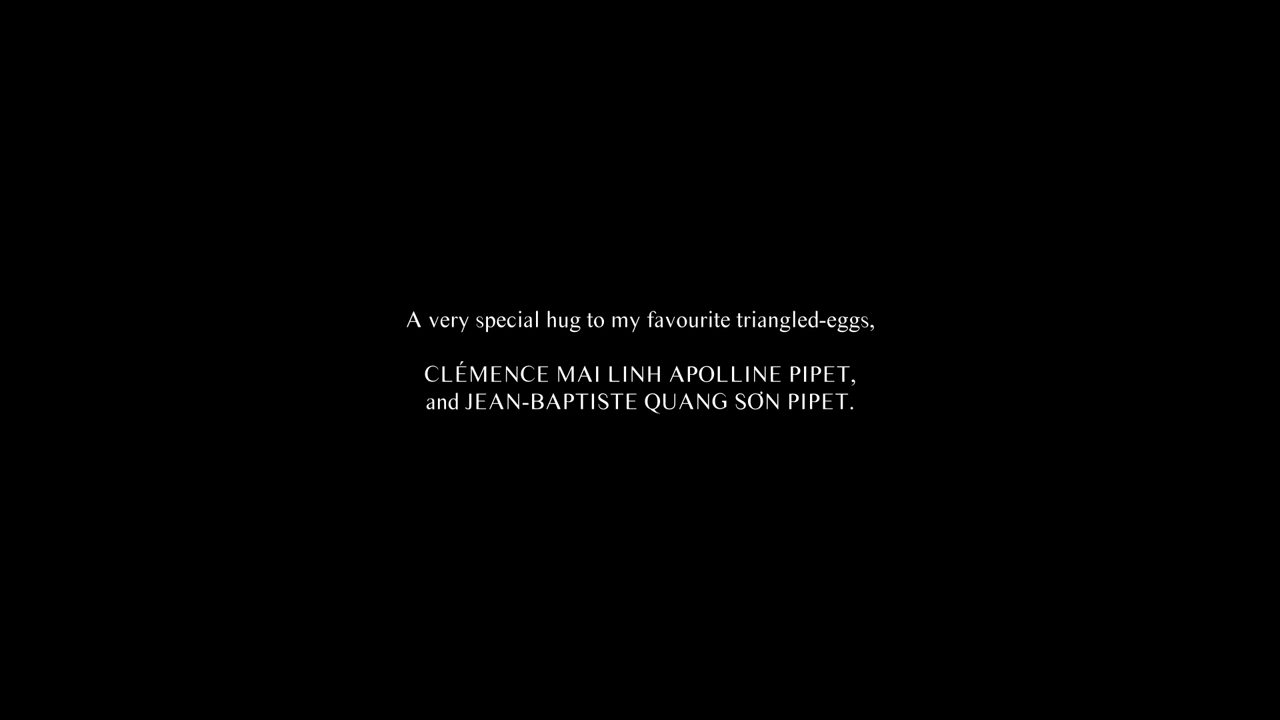 A very special hug to my favourite triangled-eggs,
CLÉMENCE MAI LINH APOLLINE PIPET,
and JEAN-BAPTISTE QUANG SƠN PIPET.